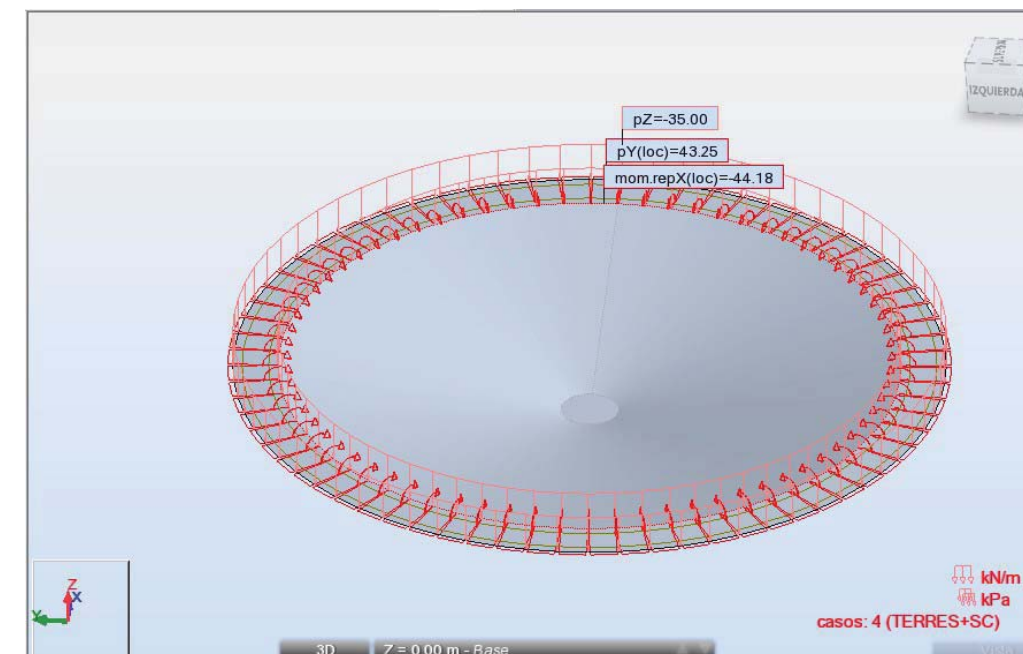 IZQUIERDA
pZ=-35.00
pY(loc)=43.25
mom.repX(loc)=-44.18
Z
X
Y
kN/m
kPa
casos: 4 (TERRES+SC)
3D
Z = 0.00 m - Base